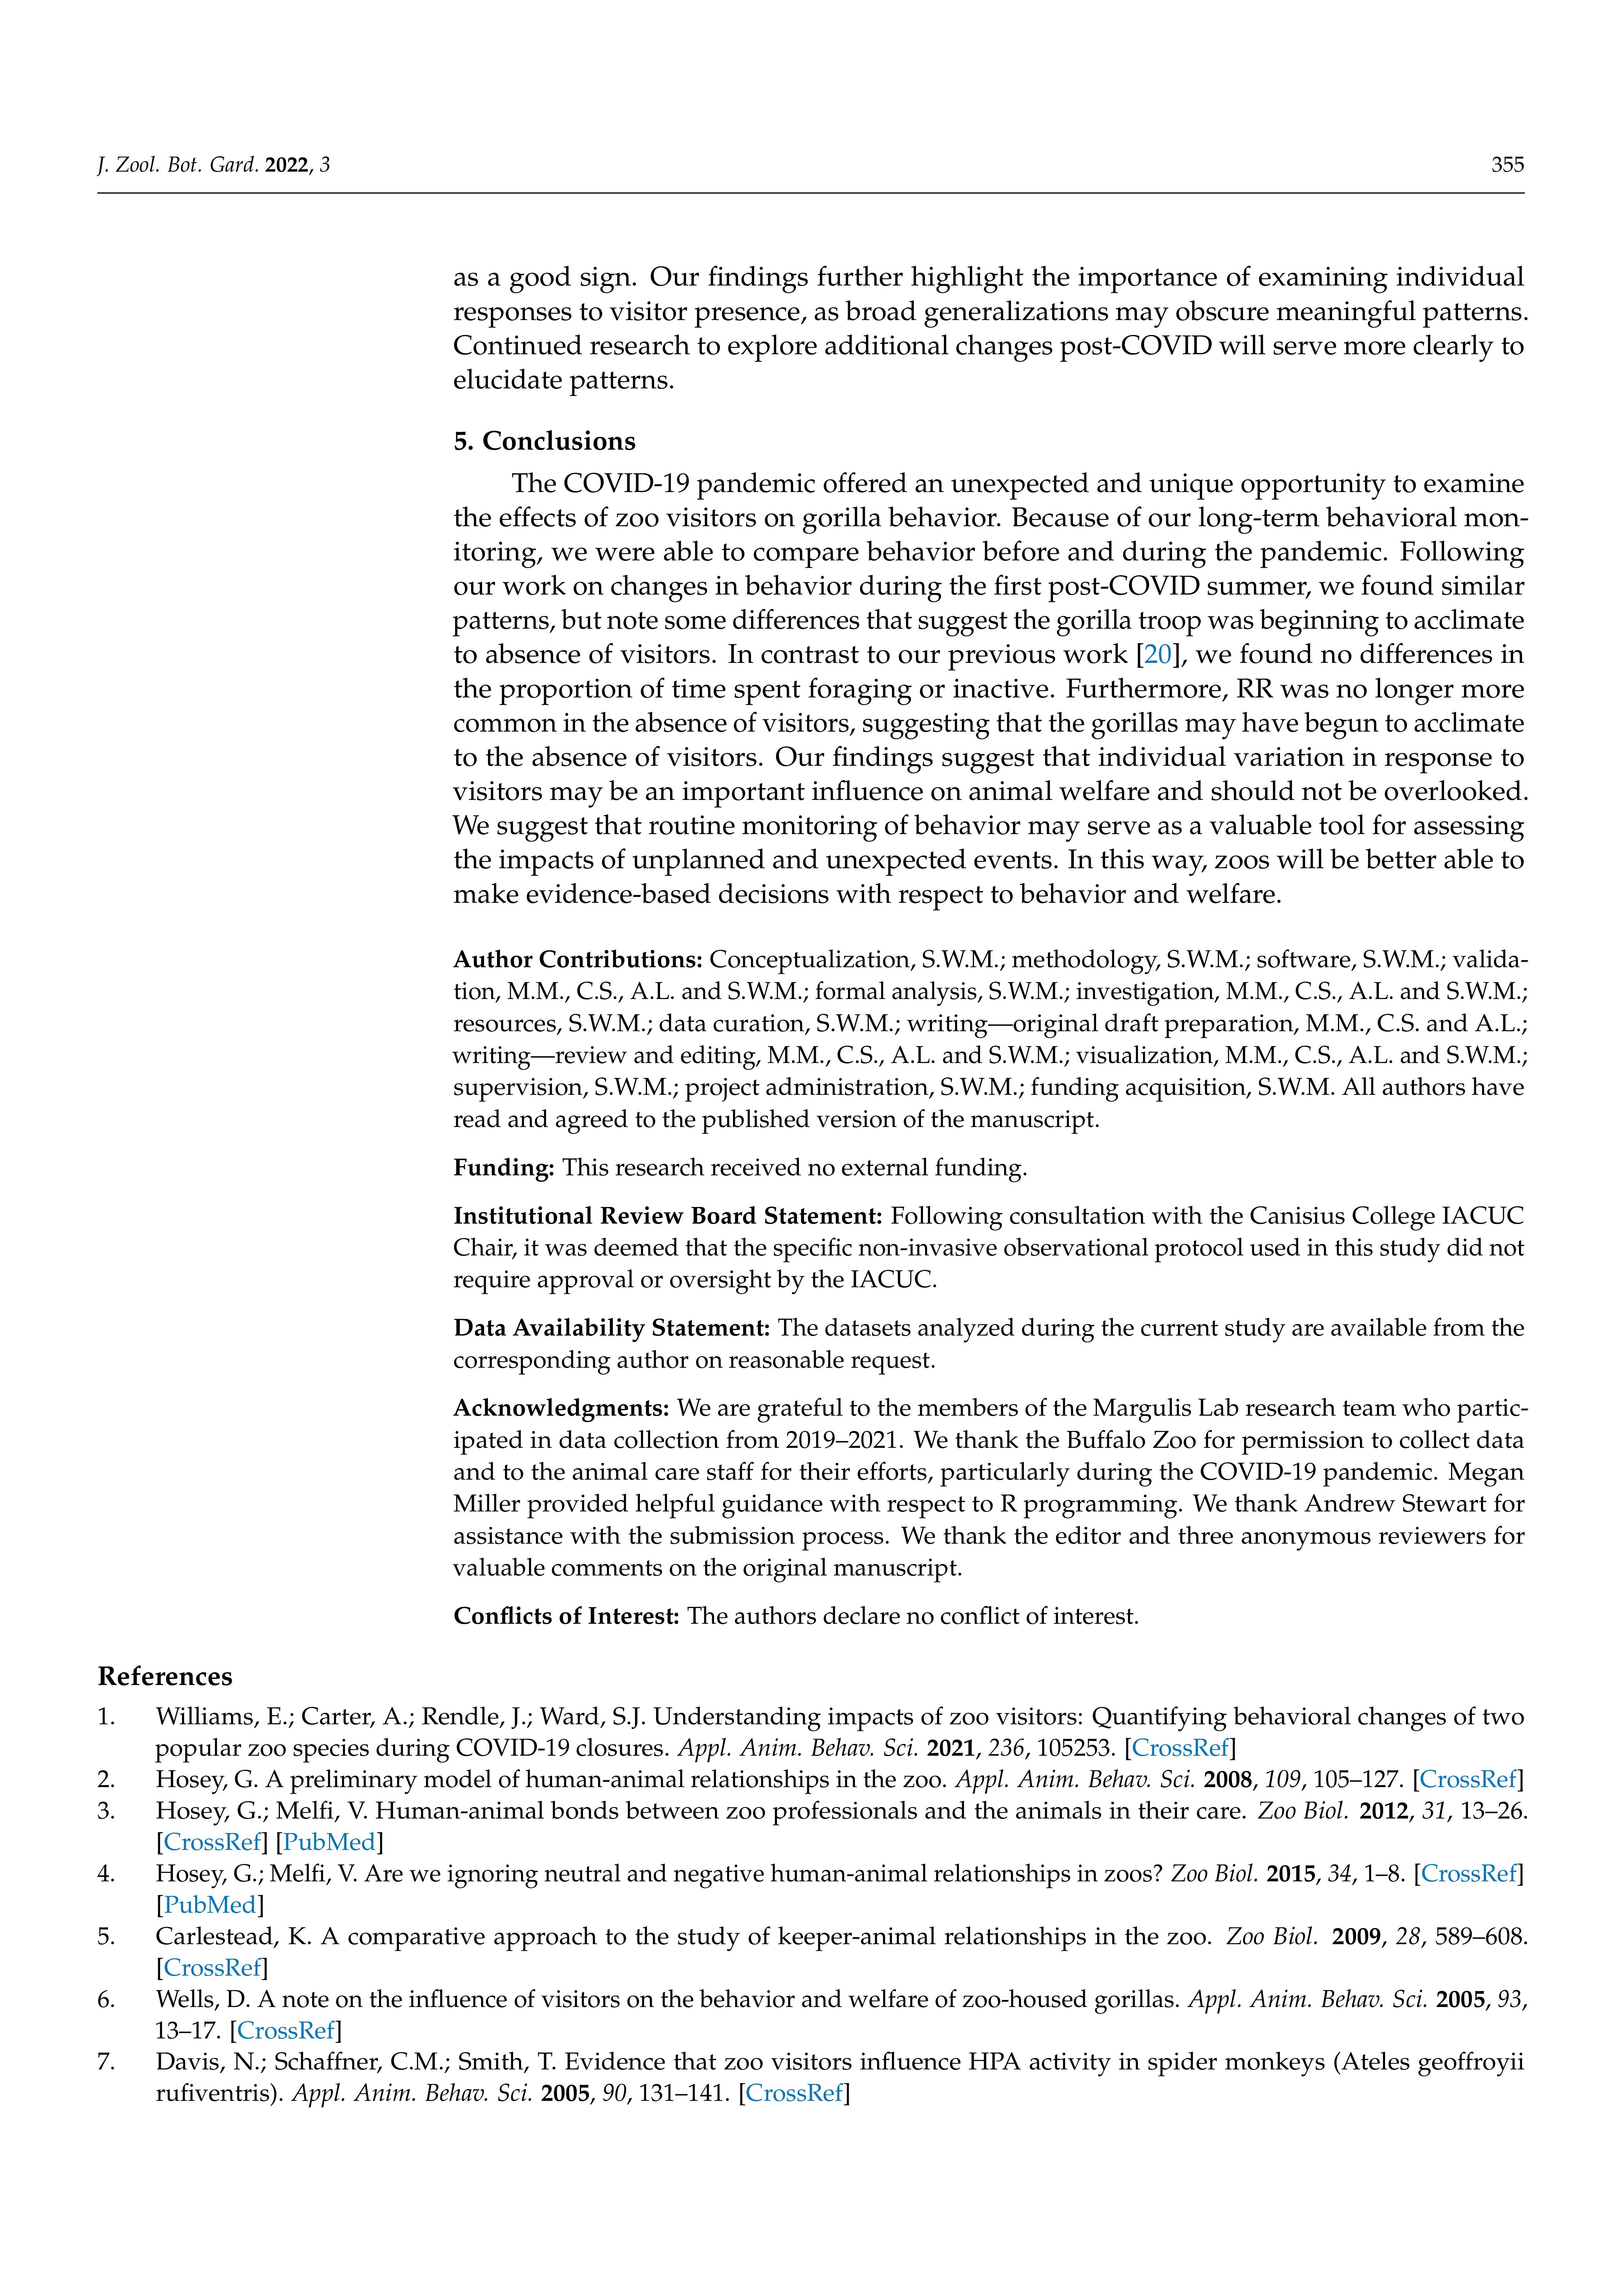 J. Zool. Bot. Gard. 2022, 3
355
as a good sign. Our findings further highlight the importance of examining individual
responses to visitor presence, as broad generalizations may obscure meaningful patterns.
Continued research to explore additional changes post-COVID will serve more clearly to
elucidate patterns.
5. Conclusions
The COVID-19 pandemic offered an unexpected and unique opportunity to examine
the effects of zoo visitors on gorilla behavior. Because of our long-term behavioral mon-
itoring, we were able to compare behavior before and during the pandemic. Following
our work on changes in behavior during the first post-COVID summer, we found similar
patterns, but note some differences that suggest the gorilla troop was beginning to acclimate
to absence of visitors. In contrast to our previous work [20], we found no differences in
the proportion of time spent foraging or inactive. Furthermore, RR was no longer more
common in the absence of visitors, suggesting that the gorillas may have begun to acclimate
to the absence of visitors. Our findings suggest that individual variation in response to
visitors may be an important influence on animal welfare and should not be overlooked.
We suggest that routine monitoring of behavior may serve as a valuable tool for assessing
the impacts of unplanned and unexpected events. In this way, zoos will be better able to
make evidence-based decisions with respect to behavior and welfare.
Author Contributions: Conceptualization, S.W.M.; methodology, S.W.M.; software, S.W.M.; valida-
tion, M.M., C.S., A.L. and S.W.M.; formal analysis, S.W.M.; investigation, M.M., C.S., A.L. and S.W.M.;
resources, S.W.M.; data curation, S.W.M.; writing—original draft preparation, M.M., C.S. and A.L.;
writing—review and editing, M.M., C.S., A.L. and S.W.M.; visualization, M.M., C.S., A.L. and S.W.M.;
supervision, S.W.M.; project administration, S.W.M.; funding acquisition, S.W.M. All authors have
read and agreed to the published version of the manuscript.
Funding: This research received no external funding.
Institutional Review Board Statement: Following consultation with the Canisius College IACUC
Chair, it was deemed that the specific non-invasive observational protocol used in this study did not
require approval or oversight by the IACUC.
Data Availability Statement: The datasets analyzed during the current study are available from the
corresponding author on reasonable request.
Acknowledgments: We are grateful to the members of the Margulis Lab research team who partic-
ipated in data collection from 2019–2021. We thank the Buffalo Zoo for permission to collect data
and to the animal care staff for their efforts, particularly during the COVID-19 pandemic. Megan
Miller provided helpful guidance with respect to R programming. We thank Andrew Stewart for
assistance with the submission process. We thank the editor and three anonymous reviewers for
valuable comments on the original manuscript.
Conflicts of Interest: The authors declare no conflict of interest.
References
1. Williams, E.; Carter, A.; Rendle, J.; Ward, S.J. Understanding impacts of zoo visitors: Quantifying behavioral changes of two
popular zoo species during COVID-19 closures. Appl. Anim. Behav. Sci. 2021, 236, 105253. [CrossRef]
2. Hosey, G. A preliminary model of human-animal relationships in the zoo. Appl. Anim. Behav. Sci. 2008, 109, 105–127. [CrossRef]
3. Hosey, G.; Melfi, V. Human-animal bonds between zoo professionals and the animals in their care. Zoo Biol. 2012, 31, 13–26.
[CrossRef] [PubMed]
4. Hosey, G.; Melfi, V. Are we ignoring neutral and negative human-animal relationships in zoos? Zoo Biol. 2015, 34, 1–8. [CrossRef]
[PubMed]
5. Carlestead, K. A comparative approach to the study of keeper-animal relationships in the zoo. Zoo Biol. 2009, 28, 589–608.
[CrossRef]
6. Wells, D. A note on the influence of visitors on the behavior and welfare of zoo-housed gorillas. Appl. Anim. Behav. Sci. 2005, 93,
13–17. [CrossRef]
7. Davis, N.; Schaffner, C.M.; Smith, T. Evidence that zoo visitors influence HPA activity in spider monkeys (Ateles geoffroyii
rufiventris). Appl. Anim. Behav. Sci. 2005, 90, 131–141. [CrossRef]